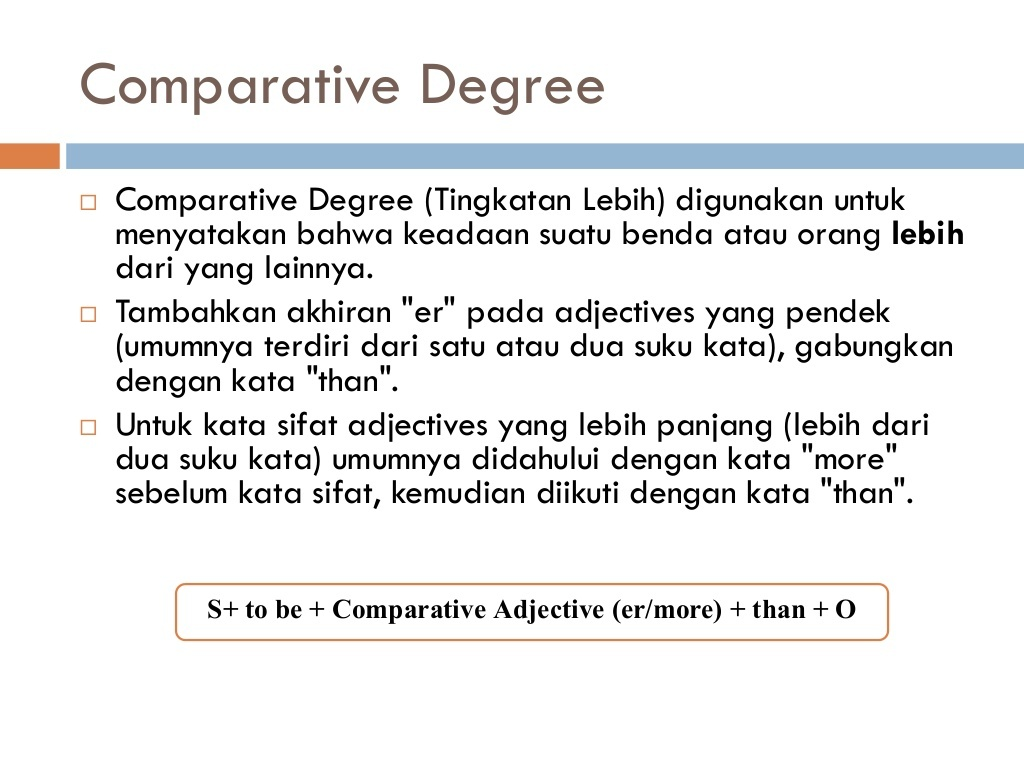 Comparative Degree
Comparative Degree (Tingkatan Lebih) digunakan untuk
menyatakan bahwa keadaan suatu benda atau orang lebih
dari yang lainnya.
Tambahkan akhiran "er" pada adjectives yang pendek
(umumnya terdiri dari satu atau dua suku kata), gabungkan
dengan kata "than".
Untuk kata sifat adjectives yang lebih panjang (lebih dari
dua suku kata) umumnya didahului dengan kata "more"
sebelum kata sifat, kemudian diikuti dengan kata "than".
S+ to be + Comparative Adjective (er/more) + than + O